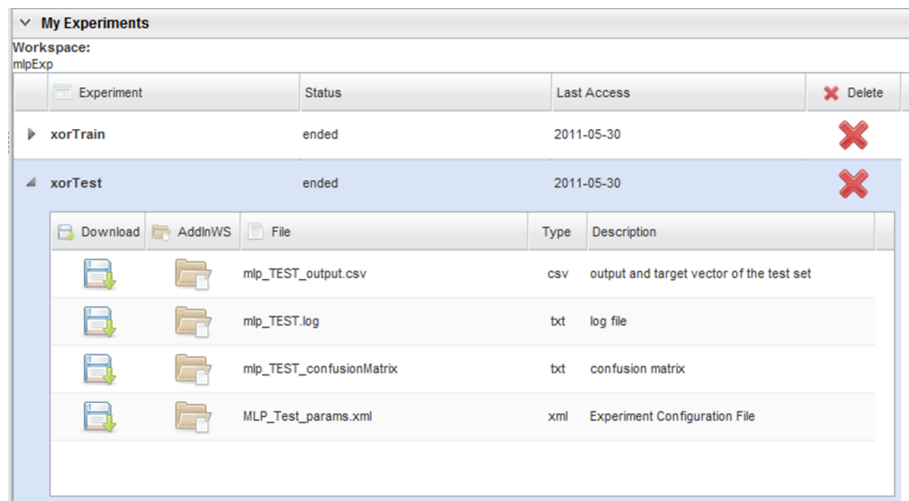 My Experiments
Workspace:
mlpExp
Experiment Status Last Access Delete
xorTrain ended 2011-05-30
xorTest ended 2011-05-30
Download AddInWS File Type Description
mlp_TEST_output.csv csv output and target vector of the test set
mlp_TEST.log txt log file
mlp_TEST_confusionMatrix txt confusion matrix
MLP_Test_params.xml xml Experiment Configuration File